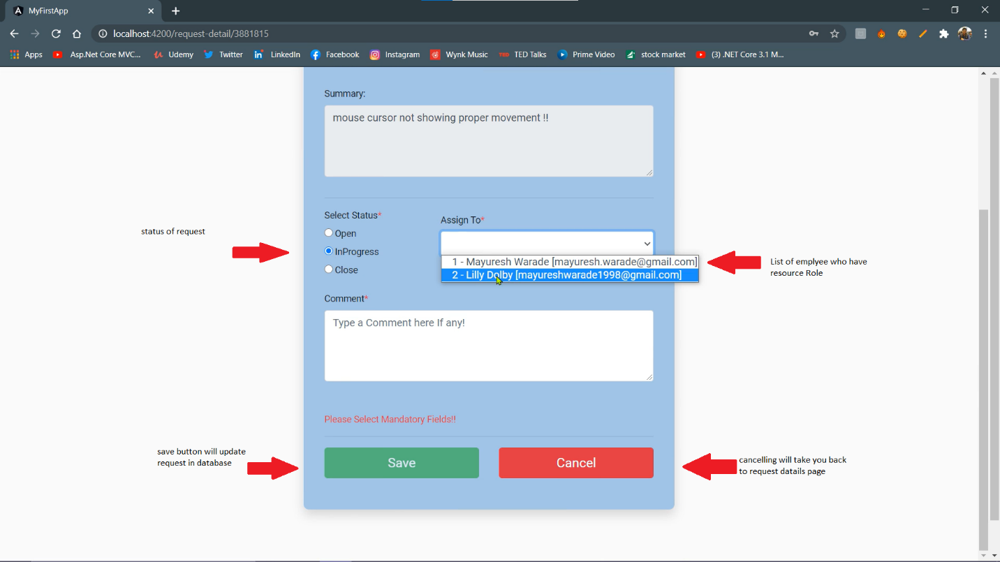 MyFirstApp
localhost:4200/request-detail/3881815
Apps
Asp.Net Core MVC...
Udemy
Twitter
LinkedIn
Facebook
Instagram
Wynk Music
TED Talks
Prime Video
stock market
(3) .NET Core 3.1 M...
Summary:
mouse cursor not showing proper movement !!
Select Status*
Assign To*
status of request
Open
InProgress
Close
1 - Mayuresh Warade [mayuresh.warade@gmail.com]
2 - Lilly Dolby [mayureshwarade1998@gmail.com]
List of emplyee who have
resource Role
Comment*
Type a Comment here If any!
Please Select Mandatory Fields!!
save button will update
request in database
Save
Cancel
cancelling will take you back
to request datails page